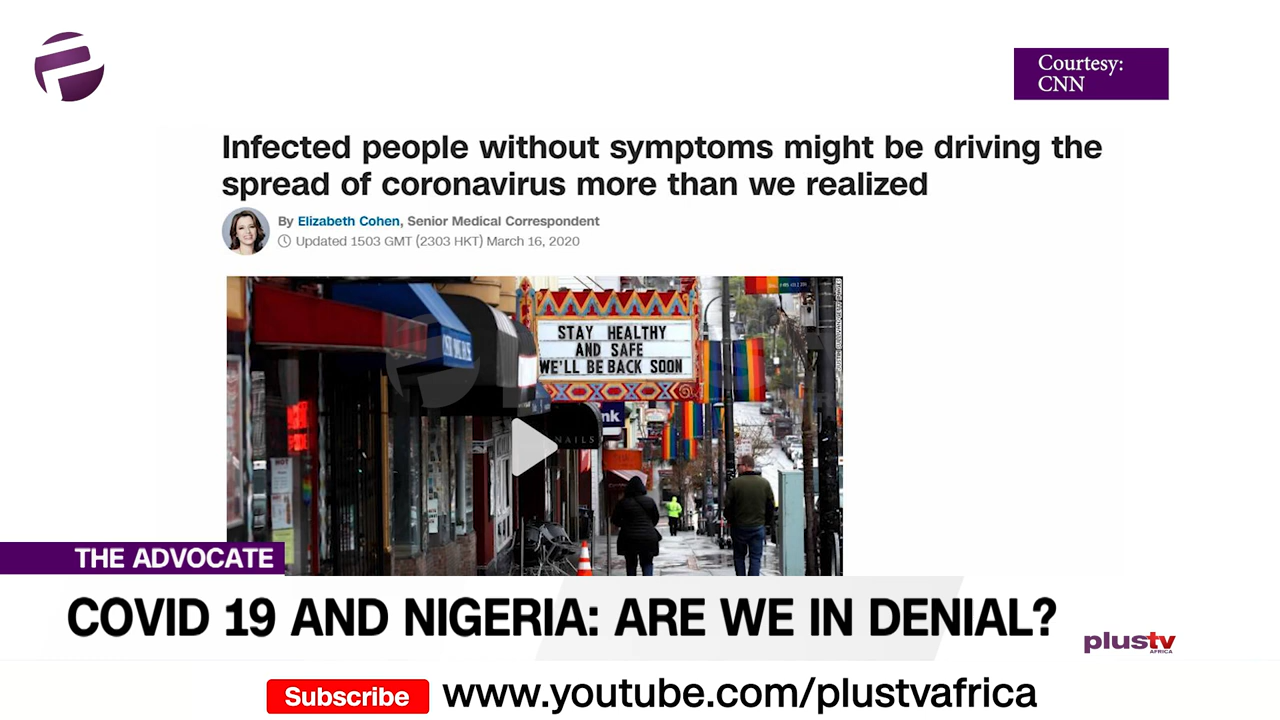 Courtesy:
CNN
Infected people without symptoms might be driving the
spread of coronavirus more than we realized
By Elizabeth Cohen, Senior Medical Correspondent
Updated 1503 GMT (2303 HKT) March 16, 2020
STAY HEALTHY
AND SAFE
WE'LL BE BACK SOON
nk
NAILS
THE ADVOCATE
COVID 19 AND NIGERIA: ARE WE IN DENIAL?
plustv
AFRICA
Subscribe www.youtube.com/plustvafrica